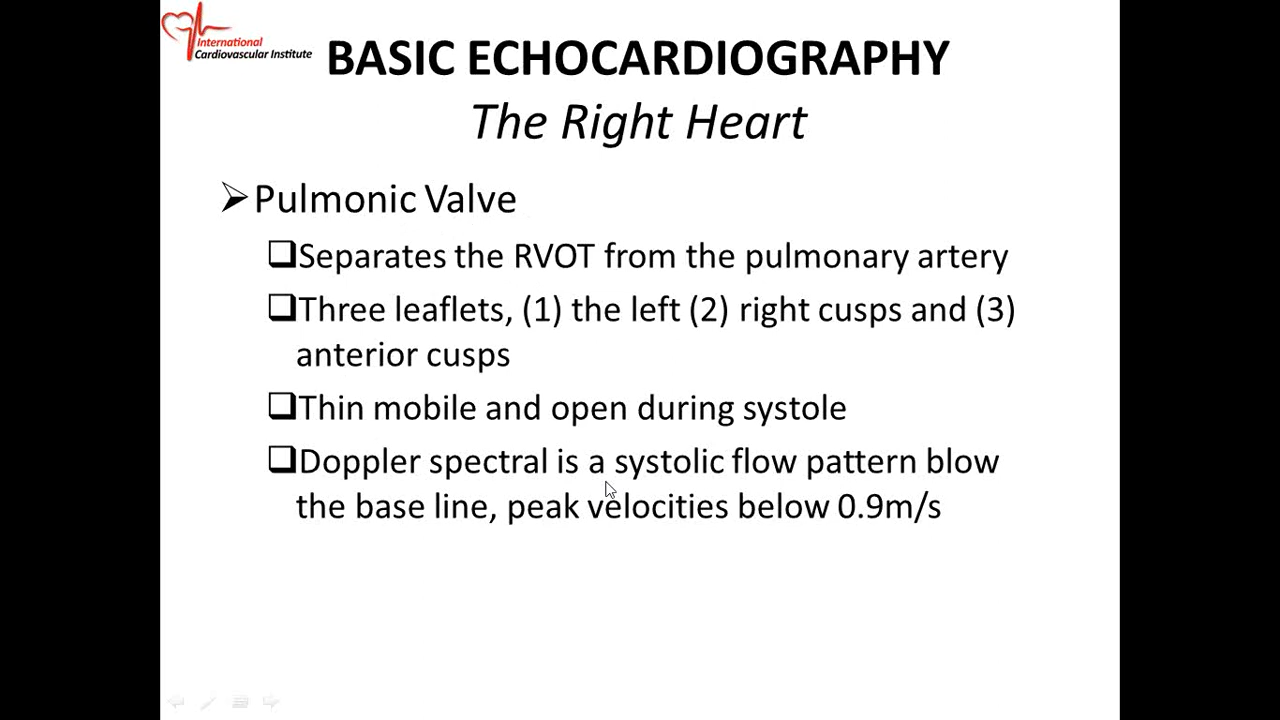 International
Cardiovascular Institute
BASIC ECHOCARDIOGRAPHY
The Right Heart
Pulmonic Valve
Separates the RVOT from the pulmonary artery
Three leaflets, (1) the left (2) right cusps and (3)
anterior cusps
Thin mobile and open during systole
Doppler spectral is a systolic flow pattern blow
the base line, peak velocities below 0.9m/s